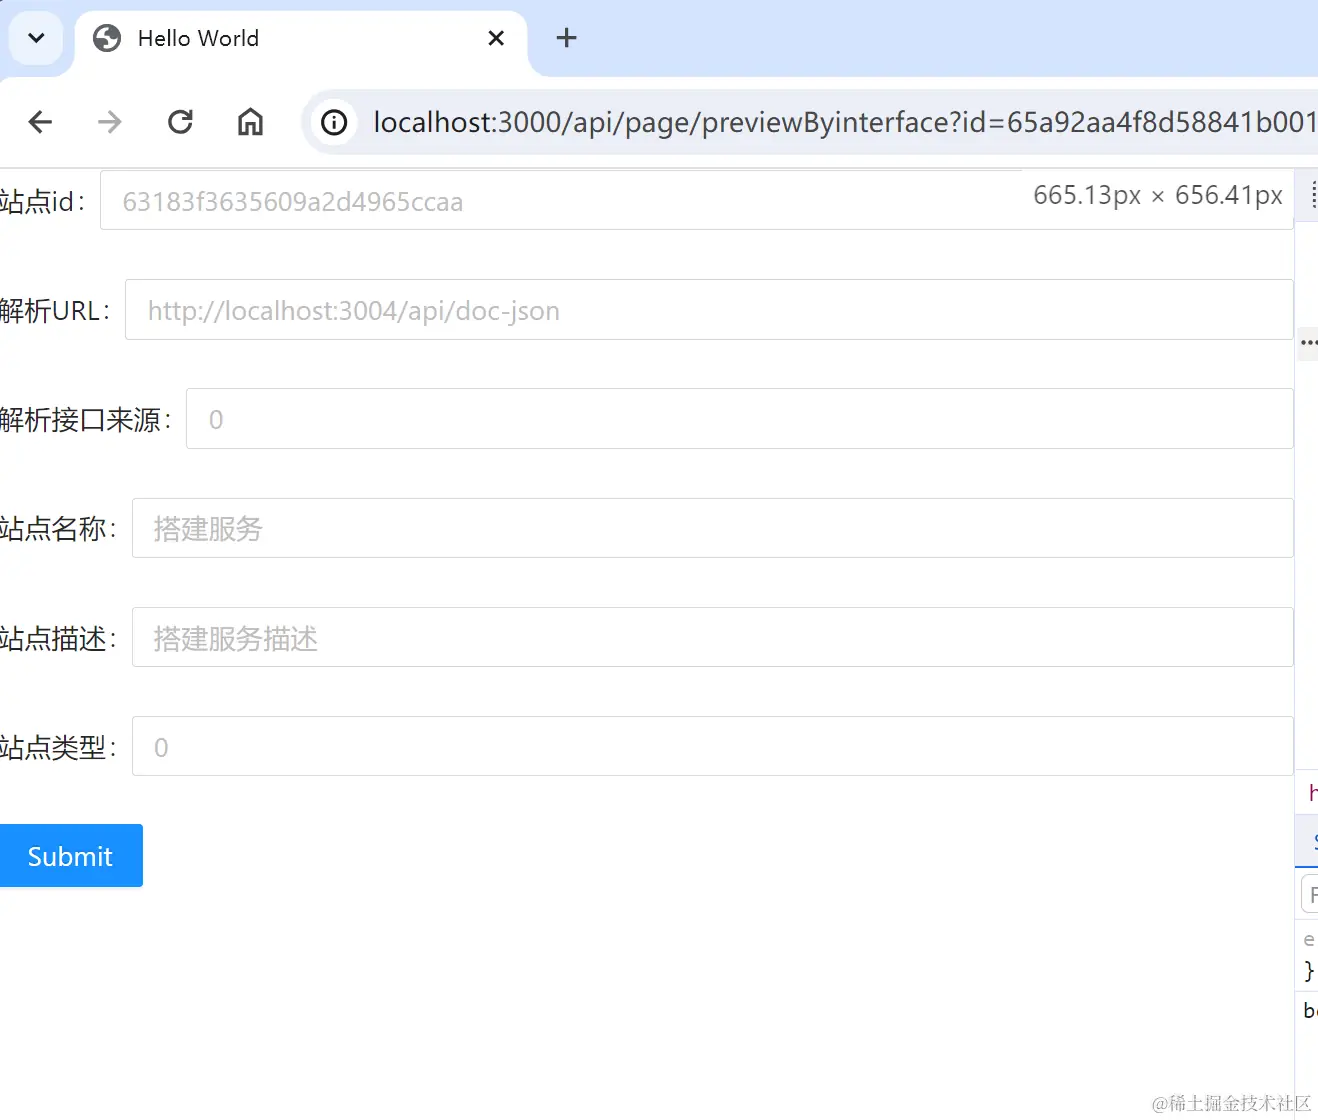 Hello World
localhost:3000/api/page/previewByinterface?id=65a92aa4f8d58841b001
站点id: 63183f3635609a2d4965ccaa
665.13px × 656.41px
解析URL: http://localhost:3004/api/doc-json
解析接口来源: 0
站点名称: 搭建服务
站点描述: 搭建服务描述
站点类型: 0
Submit
e
}
@稀土掘金技术社区